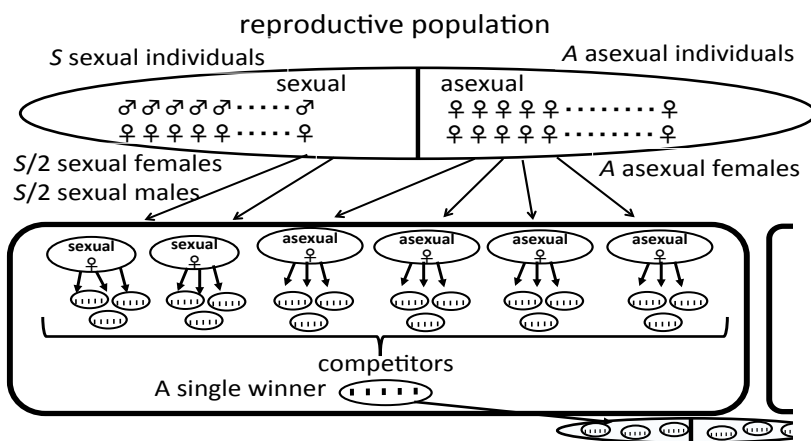 reproductive population
S sexual individuals
A asexual individuals
sexual
asexual
♂ ♂ ♂ ♂ ♂ ····· ♂
♀ ♀ ♀ ♀ ♀ ········ ♀
♀ ♀ ♀ ♀ ♀ ····· ♀
♀ ♀ ♀ ♀ ♀ ········ ♀
S/2 sexual females
A asexual females
S/2 sexual males
sexual sexual asexual asexual asexual asexual
♀ ♀ ♀ ♀ ♀ ♀
competitors
A single winner